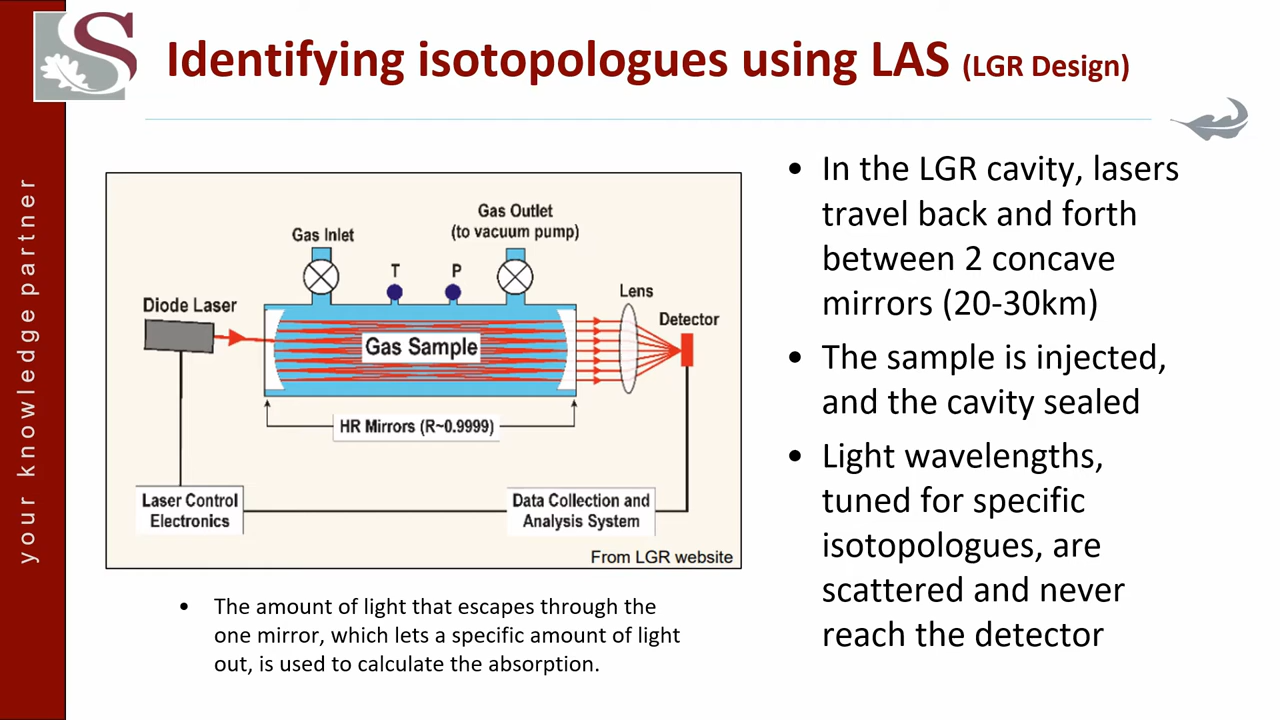 S
your knowledge partner
Identifying isotopologues using LAS (LGR Design)
Gas Inlet
Gas Outlet
(to vacuum pump)
T
P
Lens
Diode Laser
Detector
Gas Sample
HR Mirrors (R~0.9999)
Laser Control
Electronics
Data Collection and
Analysis System
From LGR website
• The amount of light that escapes through the
one mirror, which lets a specific amount of light
out, is used to calculate the absorption.
• In the LGR cavity, lasers
travel back and forth
between 2 concave
mirrors (20-30km)
• The sample is injected,
and the cavity sealed
• Light wavelengths,
tuned for specific
isotopologues, are
scattered and never
reach the detector